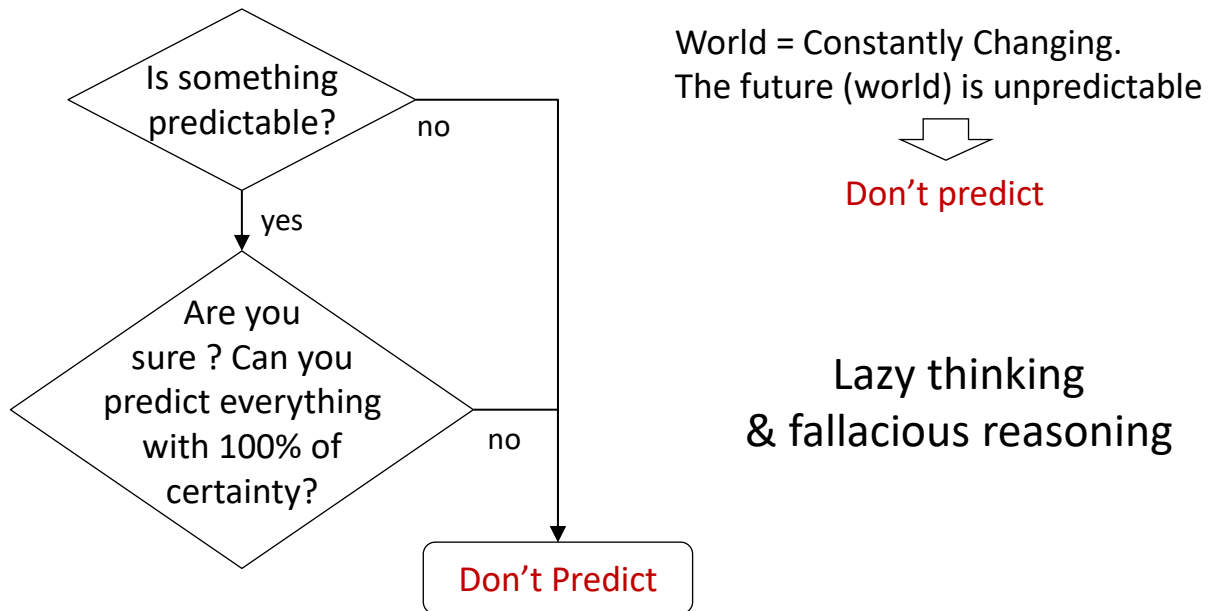 Is something
predictable?
no
yes
Are you
sure ? Can you
predict everything
with 100% of
certainty?
no
Don’t Predict
World = Constantly Changing.
The future (world) is unpredictable
Don’t predict
Lazy thinking
& fallacious reasoning